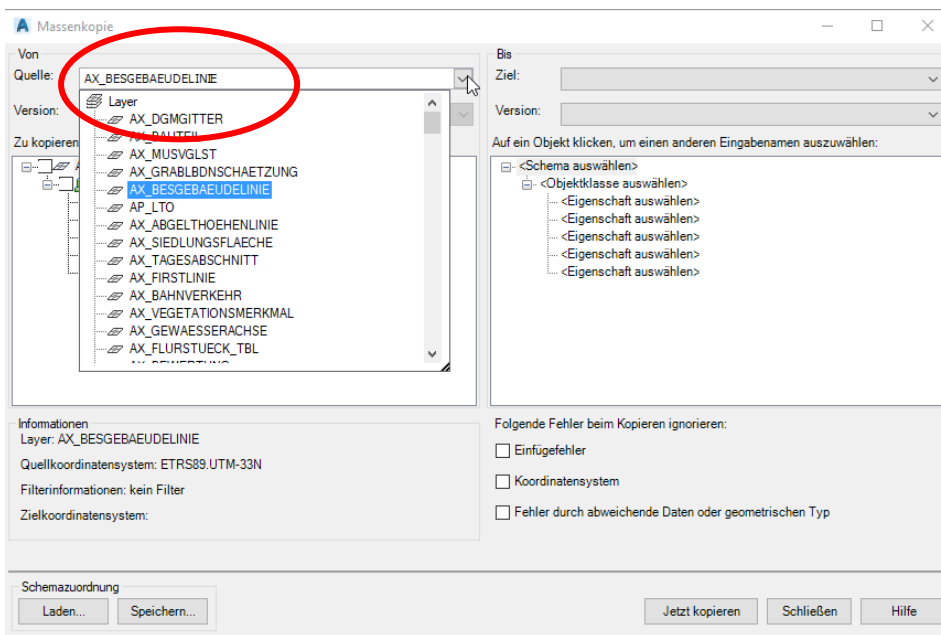 Massenkopie
Von
Quelle:
AX_BESGEBAEUDELINIE
Version:
Zu kopieren
Layer
AX_DGMGITTER
AX_BAUTEIL
AX_MUSVGLST
AX_GRABLBDNSCHAETZUNG
AX_BESGEBAEUDELINIE
AP_LTO
AX_ABGELTHOEHENLINIE
AX_SIEDLUNGSFLAECHE
AX_TAGESABSCHNITT
AX_FIRSTLINIE
AX_BAHNVERKEHR
AX_VEGETATIONSMERKMAL
AX_GEWAESSERACHSE
AX_FLURSTUECK_TBL
AX_BEWERTUNG
Bis
Ziel:
Version:
Auf ein Objekt klicken, um einen anderen Eingabenamen auszuwählen:
<Schema auswählen>
<Objektklasse auswählen>
<Eigenschaft auswählen>
<Eigenschaft auswählen>
<Eigenschaft auswählen>
<Eigenschaft auswählen>
<Eigenschaft auswählen>
Informationen
Layer: AX_BESGEBAEUDELINIE
Quellkoordinatensystem: ETRS89.UTM-33N
Filterinformationen: kein Filter
Zielkoordinatensystem:
Folgende Fehler beim Kopieren ignorieren:
Einfügefehler
Koordinatensystem
Fehler durch abweichende Daten oder geometrischen Typ
Schemazuordnung
Laden...
Speichern...
Jetzt kopieren
Schließen
Hilfe